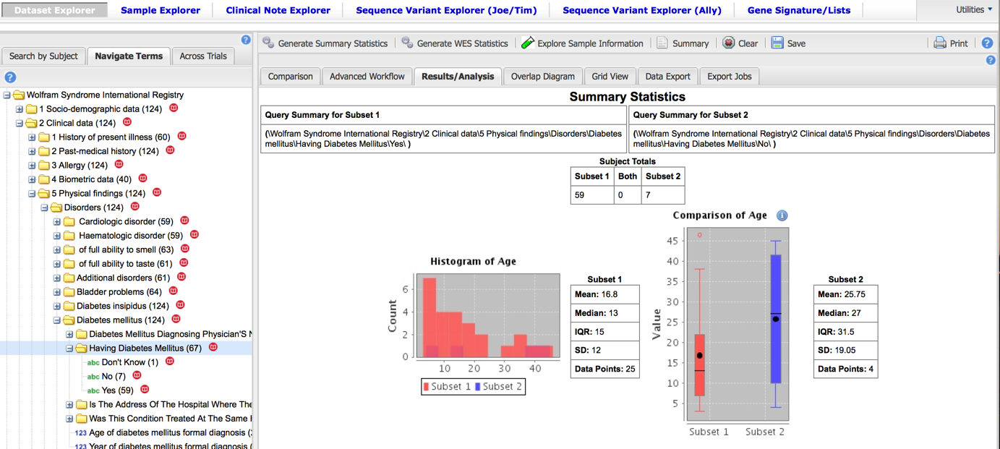 Dataset Explorer
Sample Explorer
Clinical Note Explorer
Sequence Variant Explorer (Joe/Tim)
Sequence Variant Explorer (Ally)
Gene Signature/Lists
Utilities
Search by Subject
Navigate Terms
Across Trials
Wolfram Syndrome International Registry
1 Socio-demographic data (124)
2 Clinical data (124)
1 History of present illness (60)
2 Past-medical history (124)
3 Allergy (124)
4 Biometric data (40)
5 Physical findings (124)
Disorders (124)
Cardiologic disorder (59)
Haematologic disorder (59)
of full ability to smell (63)
of full ability to taste (61)
Additional disorders (61)
Bladder problems (64)
Diabetes insipidus (124)
Diabetes mellitus (124)
Diabetes Mellitus Diagnosing Physician'S
Having Diabetes Mellitus (67)
abc Don't Know (1)
abc No (7)
abc Yes (59)
Is The Address Of The Hospital Where The
Was This Condition Treated At The Same
123 Age of diabetes mellitus formal diagnosis
123 Year of diabetes mellitus formal diagnosis
Generate Summary Statistics
Generate WES Statistics
Explore Sample Information
Summary
Clear
Save
Print
Comparison
Advanced Workflow
Results/Analysis
Overlap Diagram
Grid View
Data Export
Export Jobs
Summary Statistics
Query Summary for Subset 1
(\Wolfram Syndrome International Registry\2 Clinical data\5 Physical findings\Disorders\Diabetes
mellitus\Having Diabetes Mellitus\Yes\ )
Query Summary for Subset 2
(\Wolfram Syndrome International Registry\2 Clinical data\5 Physical findings\Disorders\Diabetes
mellitus\Having Diabetes Mellitus\No\ )
Subject Totals
Subset 1 Both Subset 2
59 0 7
Histogram of Age
Count
6
4
2
0
10 20 30 40
Subset 1 Subset 2
Subset 1
Mean: 16.8
Median: 13
IQR: 15
SD: 12
Data Points: 25
Comparison of Age
Value
45
40
35
30
25
20
15
10
5
Subset 1 Subset 2
Subset 2
Mean: 25.75
Median: 27
IQR: 31.5
SD: 19.05
Data Points: 4